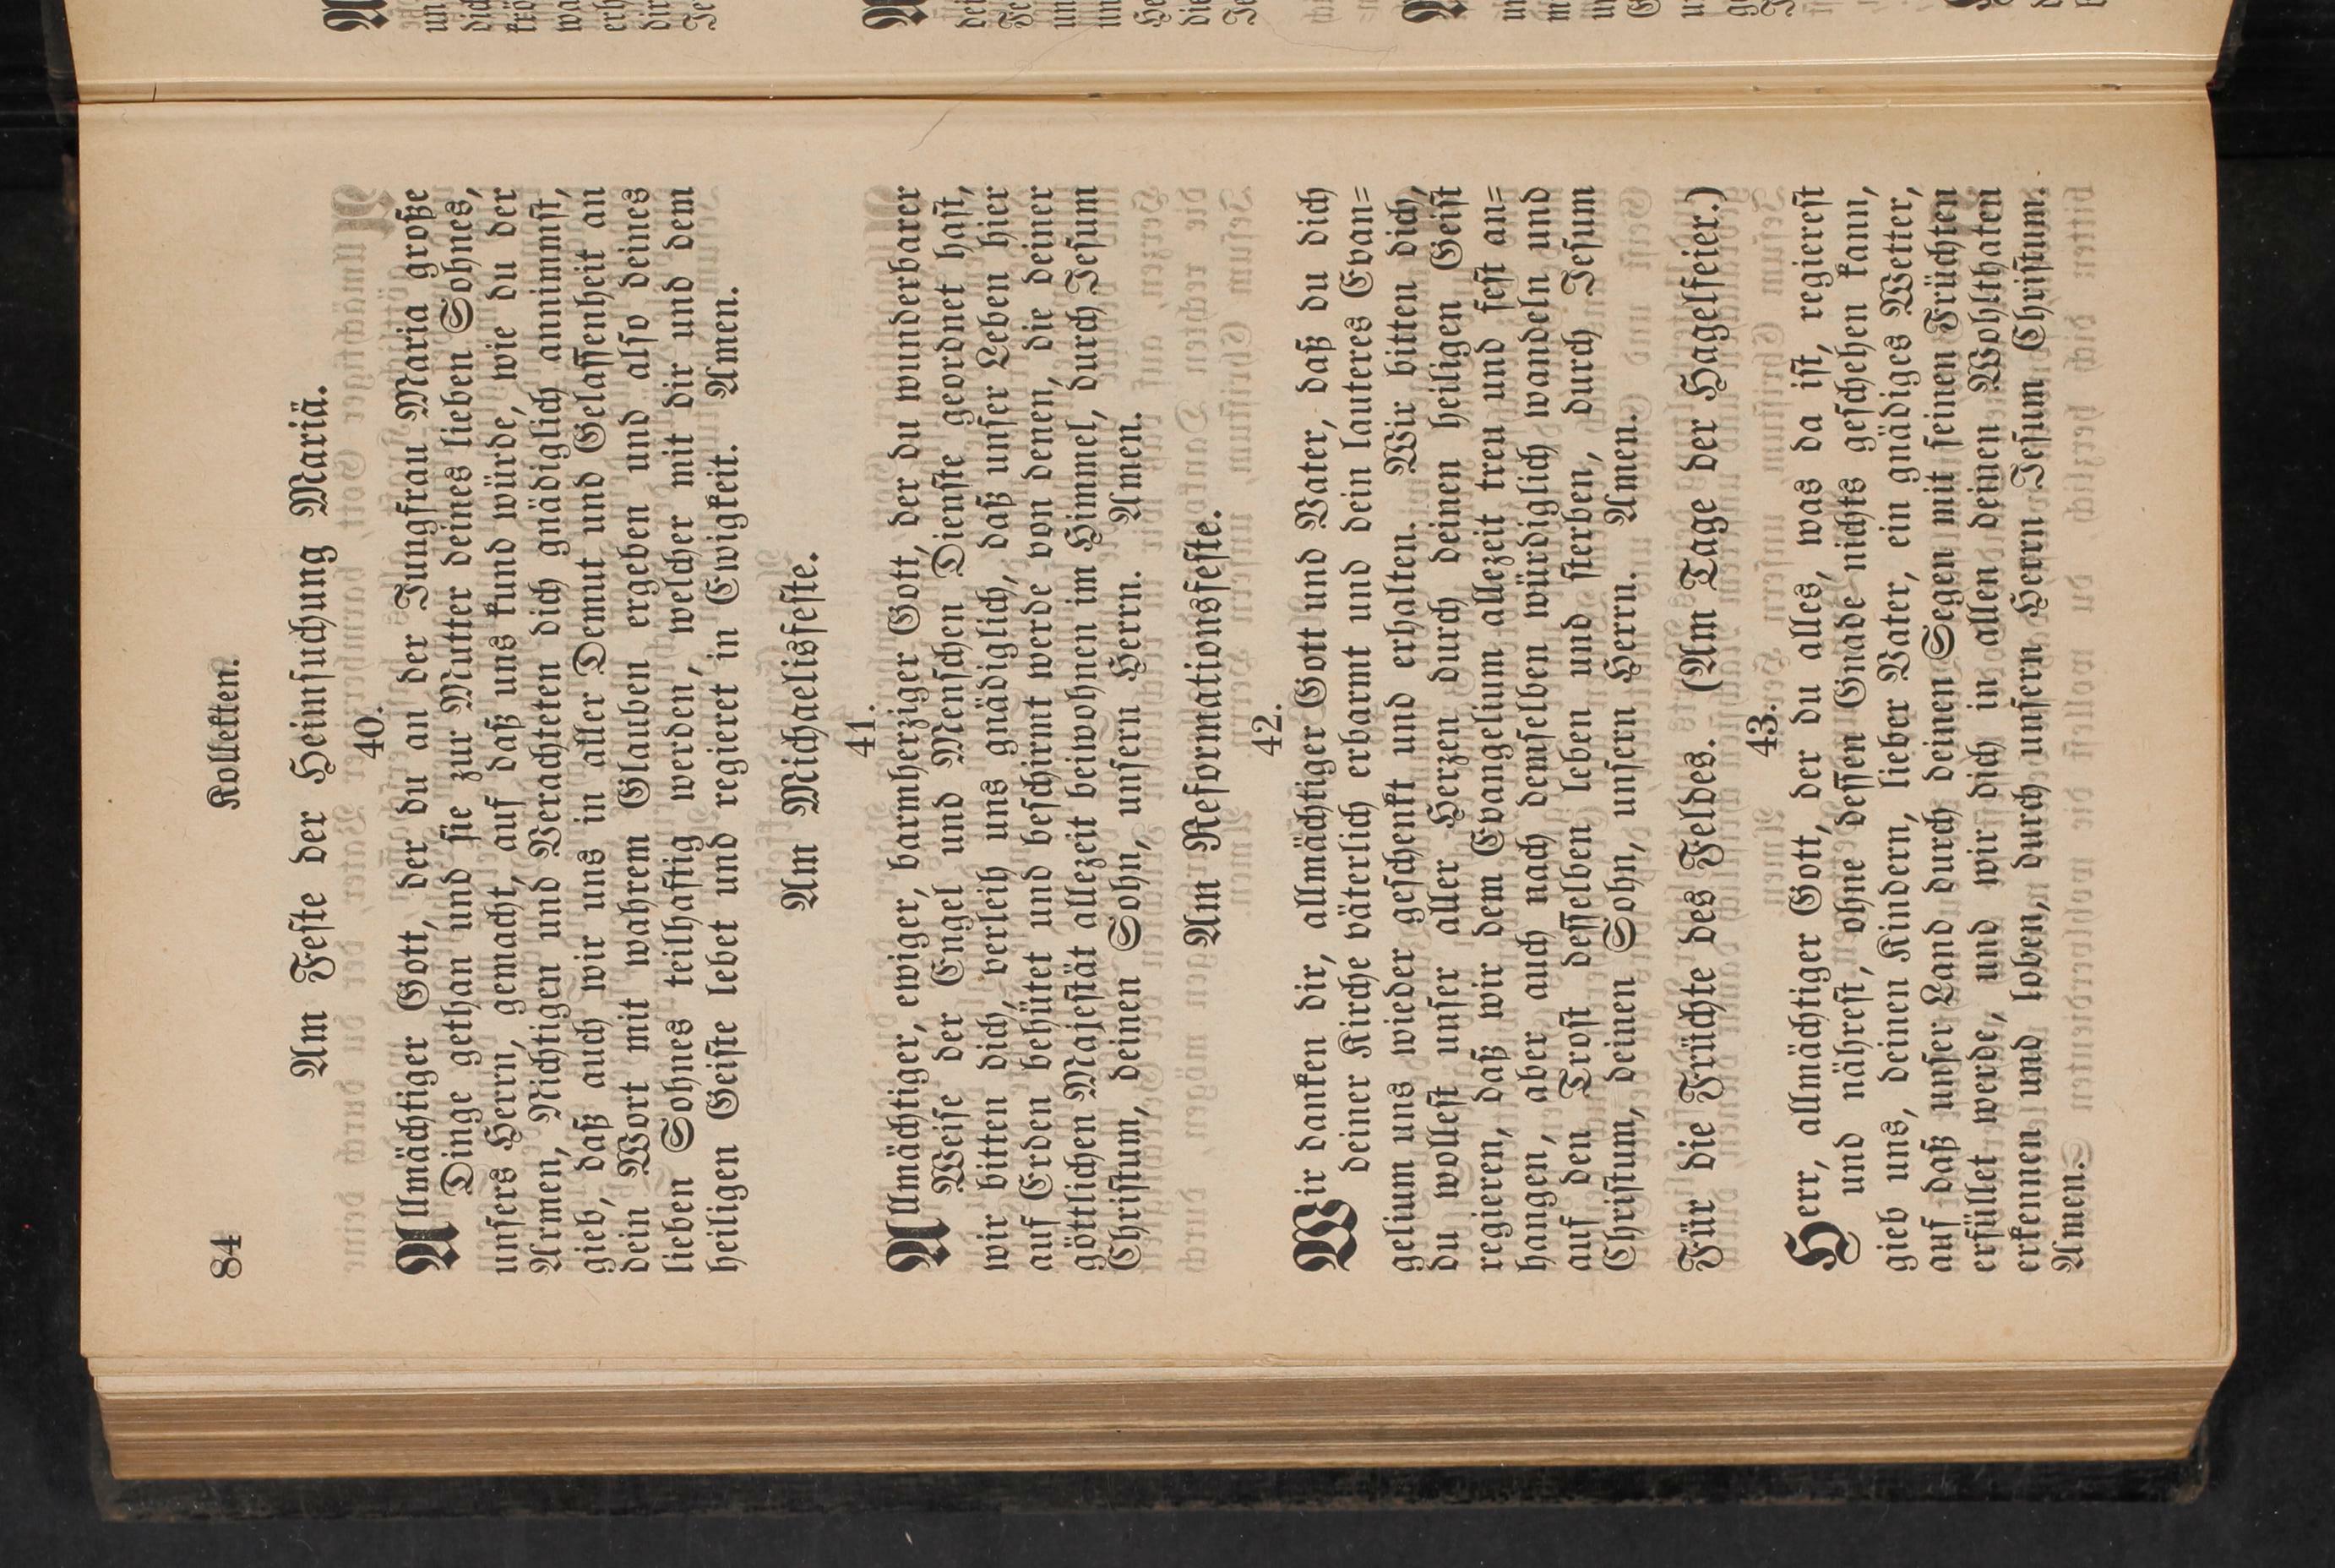 84
Kollekten.
Am Feste der Heimsuchung Mariä.
40.
Allmächtiger Gott, der du an der Jungfrau Maria große
Dinge gethan und sie zur Mutter deines lieben Sohnes,
unsers Herrn, gemacht, auf daß uns kund würde, wie du der
Armen, Nichtigen und Verachteten dich gnädiglich annimmst,
gieb, daß auch wir uns in aller Demut und Gelassenheit an
dein Wort mit wahrem Glauben ergeben und also deines
lieben Sohnes teilhaftig werden, welcher mit dir und dem
heiligen Geiste lebet und regieret in Ewigkeit. Amen.
Am Michaelisfeste.
41.
Allmächtiger, ewiger, barmherziger Gott, der du wunderbarer
Weise der Engel und Menschen Dienste geordnet hast,
wir bitten dich, verleih uns gnädiglich, daß unser Leben hier
auf Erden behütet und beschirmt werde von denen, die deiner
göttlichen Majestät allezeit beiwohnen im Himmel, durch Jesum
Christum, deinen Sohn, unsern Herrn. Amen.
Am Reformationsfeste.
42.
Wir danken dir, allmächtiger Gott und Vater, daß du dich
deiner Kirche väterlich erbarmt und dein lauteres Evan=
gelium uns wieder geschenkt und erhalten. Wir bitten dich,
du wollest unser aller Herzen durch deinen heiligen Geist
regieren, daß wir dem Evangelium allezeit treu und fest an=
hangen, aber auch nach demselben würdiglich wandeln und
auf den Trost desselben leben und sterben, durch Jesum
Christum, deinen Sohn, unsern Herrn. Amen.
Für die Früchte des Feldes. (Am Tage der Hagelfeier.)
43.
Herr, allmächtiger Gott, der du alles, was da ist, regierest
und nährest, ohne dessen Gnade nichts geschehen kann,
gieb uns, deinen Kindern, lieber Vater, ein gnädiges Wetter,
auf daß unser Land durch deinen Segen mit seinen Früchten
erfüllet werde, und wir dich in allen deinen Wohlthaten
erkennen und loben, durch unsern Herrn Jesum Christum.
Amen.